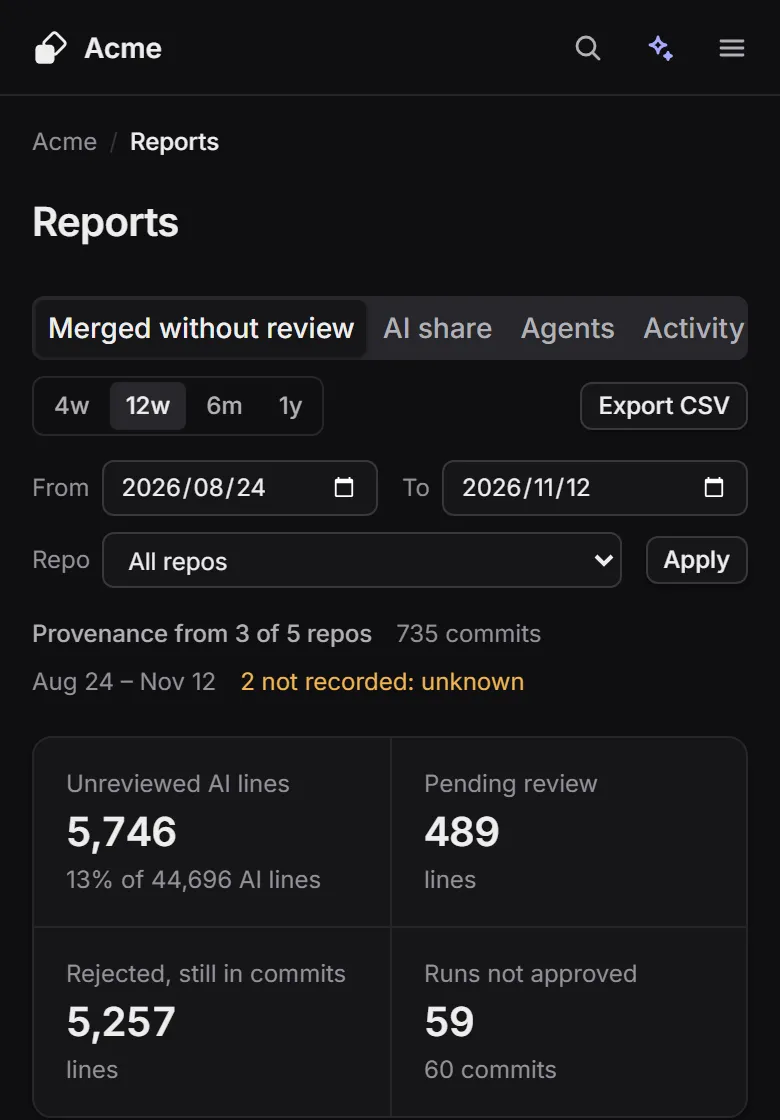 Acme
Acme / Reports
Reports
Merged without review AI share Agents Activity
4w 12w 6m 1y Export CSV
From 2026/08/24 To 2026/11/12
Repo All repos Apply
Provenance from 3 of 5 repos 735 commits
Aug 24 – Nov 12 2 not recorded: unknown
Unreviewed AI lines
5,746
13% of 44,696 AI lines
Pending review
489
lines
Rejected, still in commits
5,257
lines
Runs not approved
59
60 commits